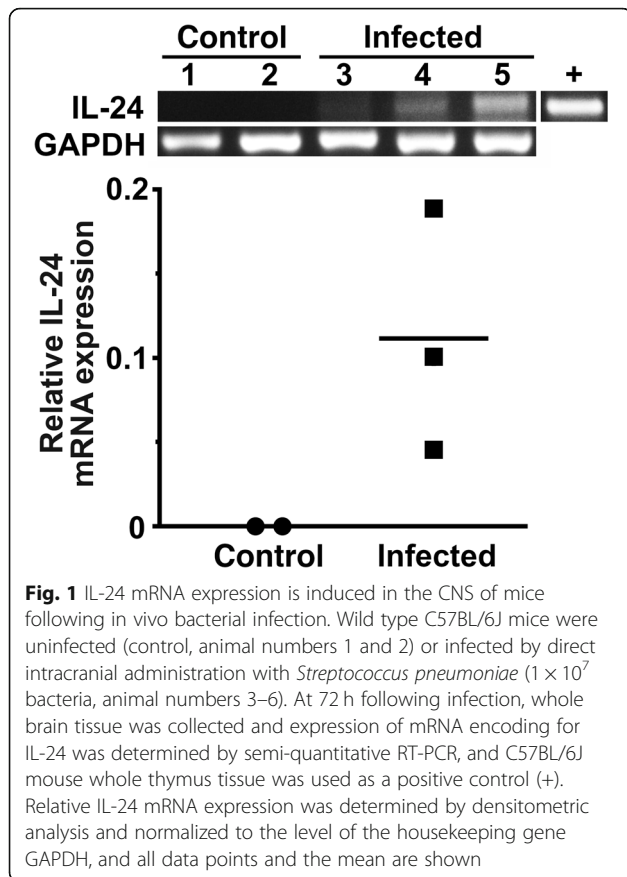 Control Infected
1 2 3 4 5 +
IL-24
GAPDH
0.2
0.1
0
Relative IL-24
mRNA expression
Control Infected
Fig. 1 IL-24 mRNA expression is induced in the CNS of mice
following in vivo bacterial infection. Wild type C57BL/6J mice were
uninfected (control, animal numbers 1 and 2) or infected by direct
intracranial administration with Streptococcus pneumoniae (1 × 10⁷
bacteria, animal numbers 3–6). At 72 h following infection, whole
brain tissue was collected and expression of mRNA encoding for
IL-24 was determined by semi-quantitative RT-PCR, and C57BL/6J
mouse whole thymus tissue was used as a positive control (+).
Relative IL-24 mRNA expression was determined by densitometric
analysis and normalized to the level of the housekeeping gene
GAPDH, and all data points and the mean are shown